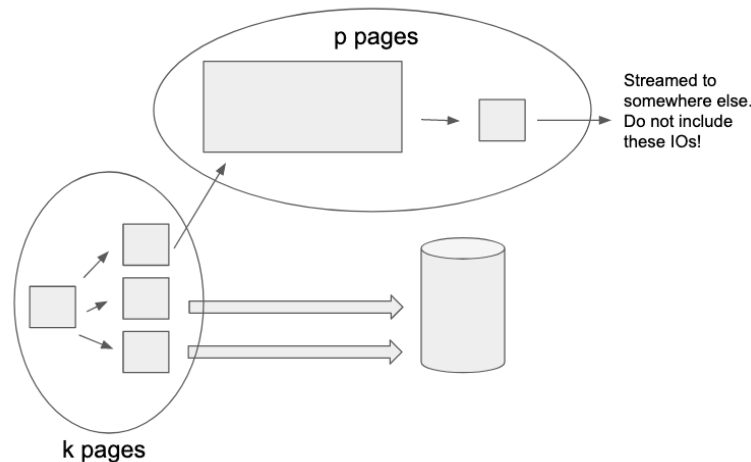 p pages
Streamed to
somewhere else.
Do not include
these IOs!
k pages